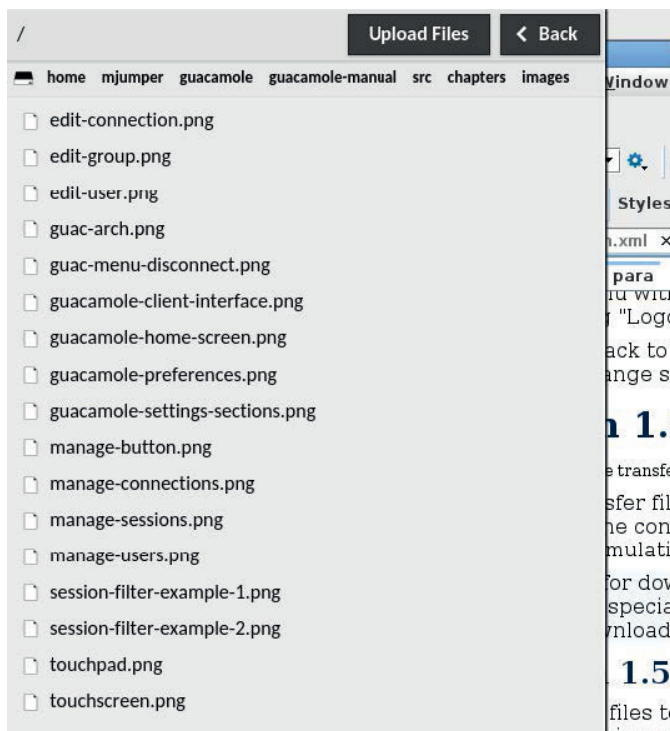 / Upload Files Back
home mjumper guacamole guacamole-manual src chapters images
edit-connection.png
edit-group.png
edit-user.png
guac-arch.png
guac-menu-disconnect.png
guacamole-client-interface.png
guacamole-home-screen.png
guacamole-preferences.png
guacamole-settings-sections.png
manage-button.png
manage-connections.png
manage-sessions.png
manage-users.png
session-filter-example-1.png
session-filter-example-2.png
touchpad.png
touchscreen.png
Window
Styles
.xml
para
"Logo
ack to
ange s
1.
e transfe
sfer fil
ne con
mulati
for dow
specia
nload
1.5
files to